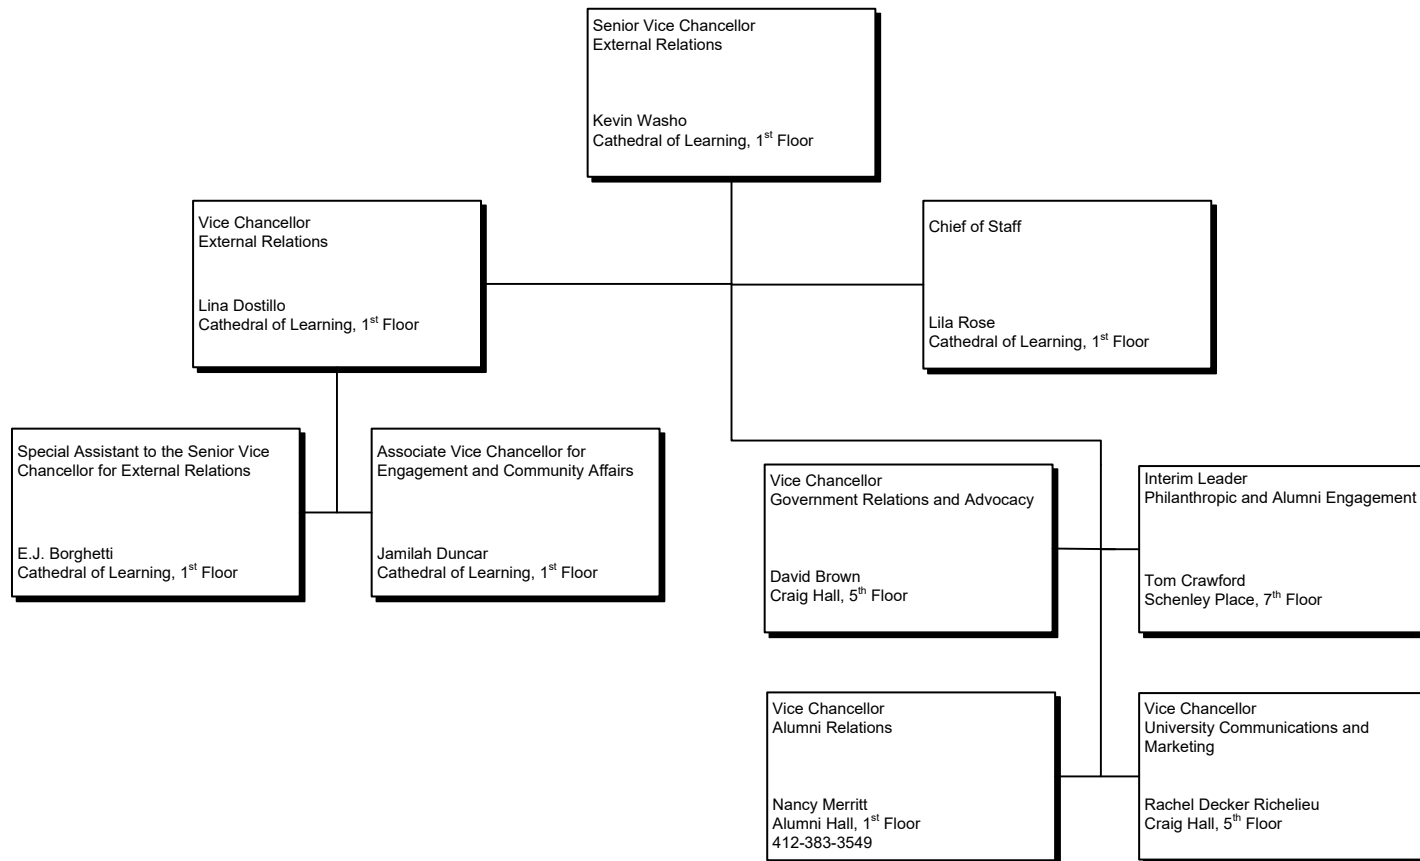 Senior Vice Chancellor
External Relations
Kevin Washo
Cathedral of Learning, 1st Floor
Vice Chancellor
External Relations
Lina Dostillo
Cathedral of Learning, 1st Floor
Chief of Staff
Lila Rose
Cathedral of Learning, 1st Floor
Special Assistant to the Senior Vice
Chancellor for External Relations
E.J. Borghetti
Cathedral of Learning, 1st Floor
Associate Vice Chancellor for
Engagement and Community Affairs
Jamilah Duncar
Cathedral of Learning, 1st Floor
Vice Chancellor
Government Relations and Advocacy
David Brown
Craig Hall, 5th Floor
Interim Leader
Philanthropic and Alumni Engagement
Tom Crawford
Schenley Place, 7th Floor
Vice Chancellor
Alumni Relations
Nancy Merritt
Alumni Hall, 1st Floor
412-383-3549
Vice Chancellor
University Communications and
Marketing
Rachel Decker Richelieu
Craig Hall, 5th Floor